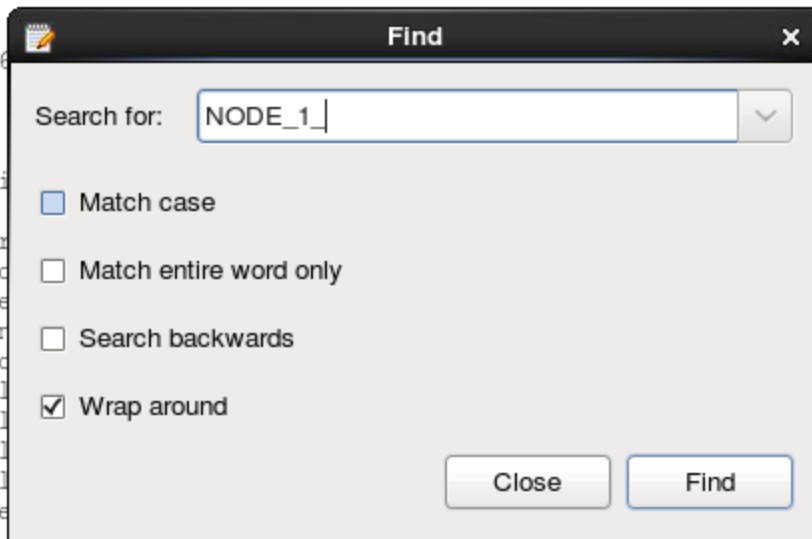 Find
Search for: NODE_1_
Match case
Match entire word only
Search backwards
Wrap around
Close Find